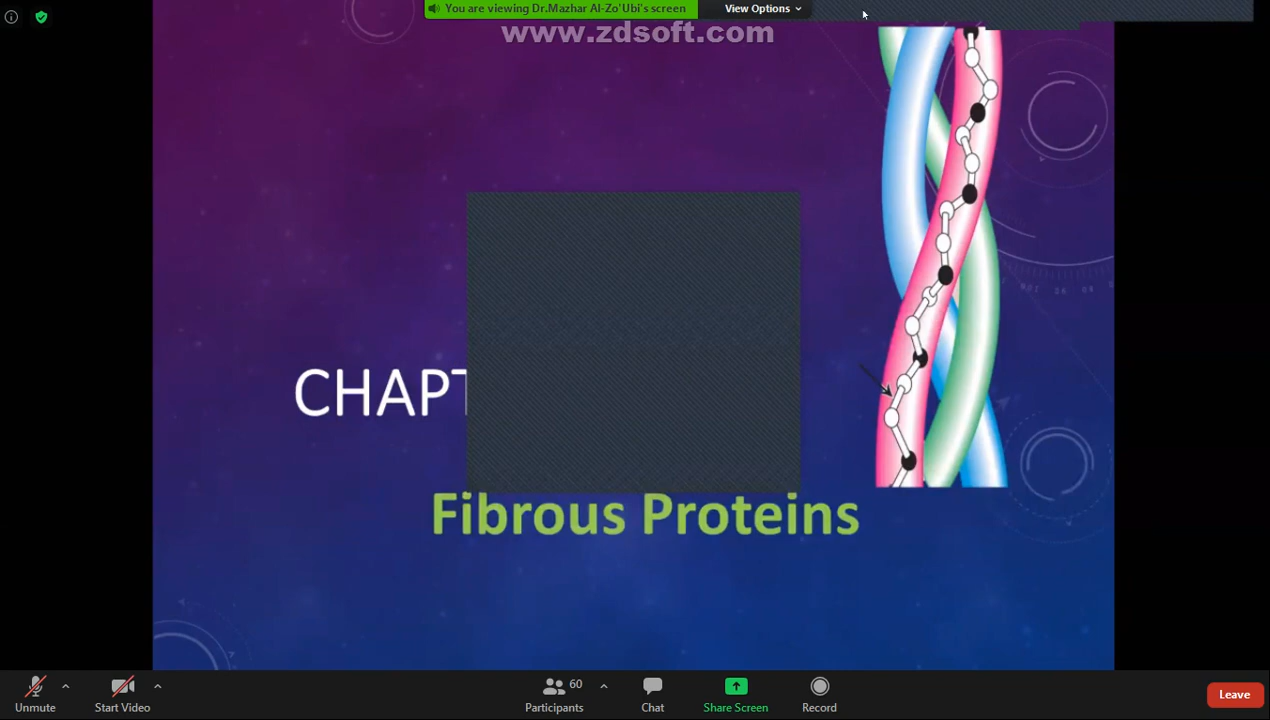 You are viewing Dr.Mazhar Al-Zo'Ubi's screen
View Options
www.zdsoft.com
CHAPT
Fibrous Proteins
Unmute
Start Video
60
Participants
Chat
Share Screen
Record
Leave